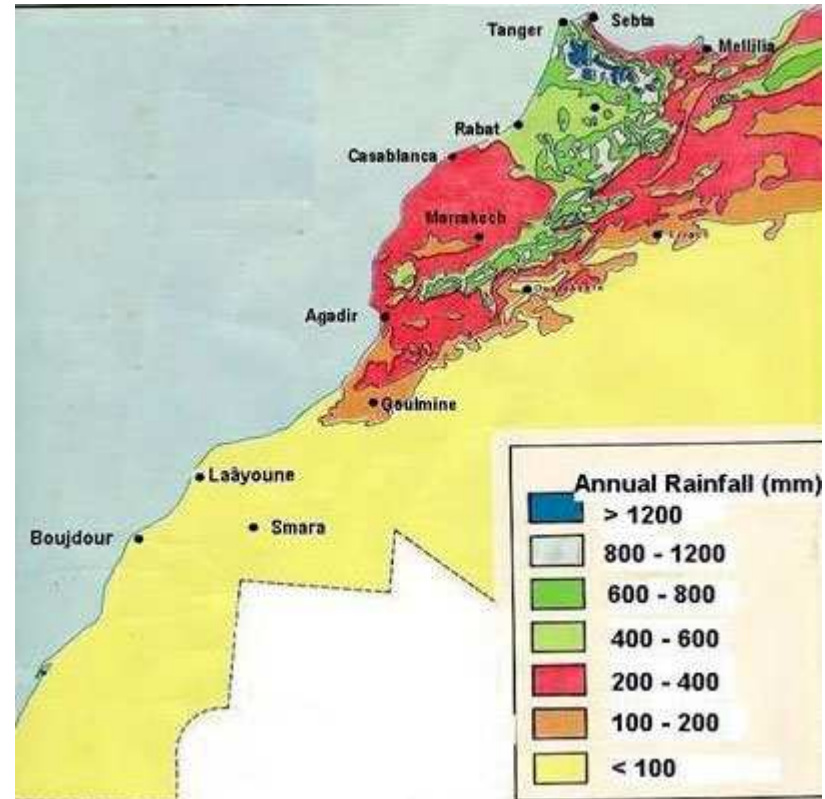 Tanger
Sebta
Mellilia
Rabat
Casablanca
Marrakech
Agadir
Goulmine
Laâyoune
Smara
Boujdour
Annual Rainfall (mm)
> 1200
800 - 1200
600 - 800
400 - 600
200 - 400
100 - 200
< 100